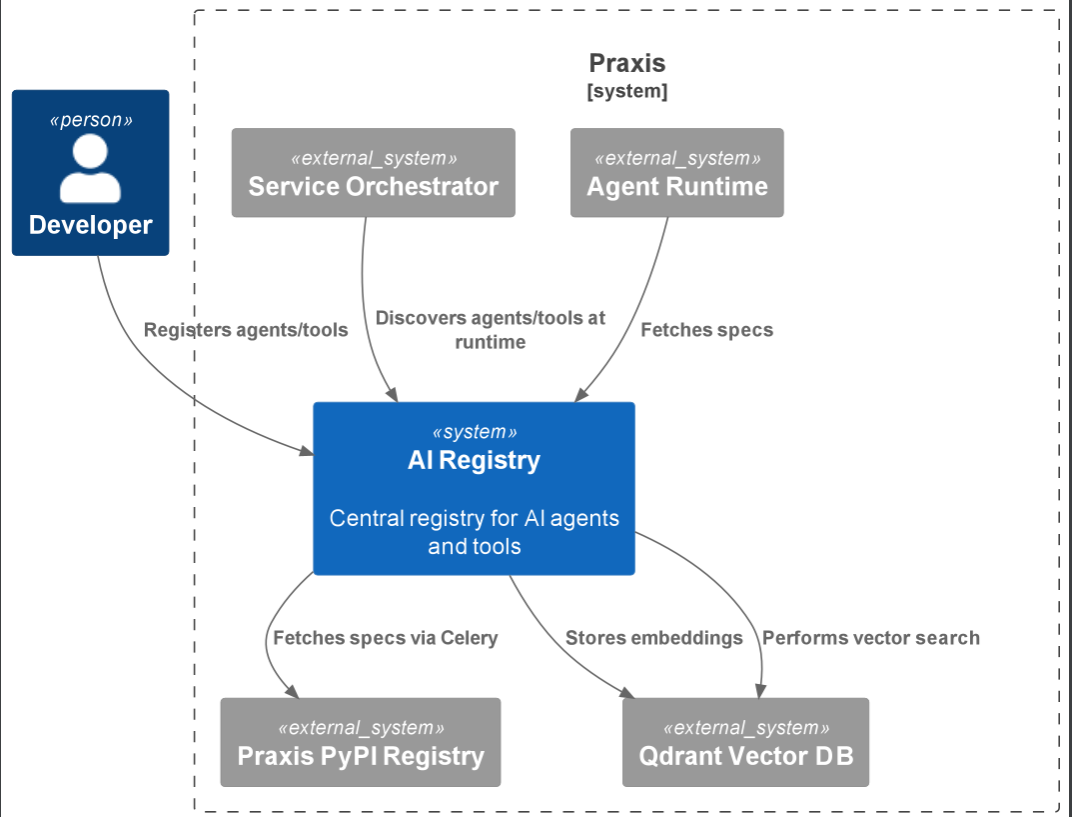 Praxis
[system]
«person»
Developer
«external_system»
Service Orchestrator
«external_system»
Agent Runtime
Registers agents/tools
Discovers agents/tools at
runtime
Fetches specs
«system»
AI Registry
Central registry for AI agents
and tools
Fetches specs via Celery
Stores embeddings
Performs vector search
«external_system»
Praxis PyPI Registry
«external_system»
Qdrant Vector DB